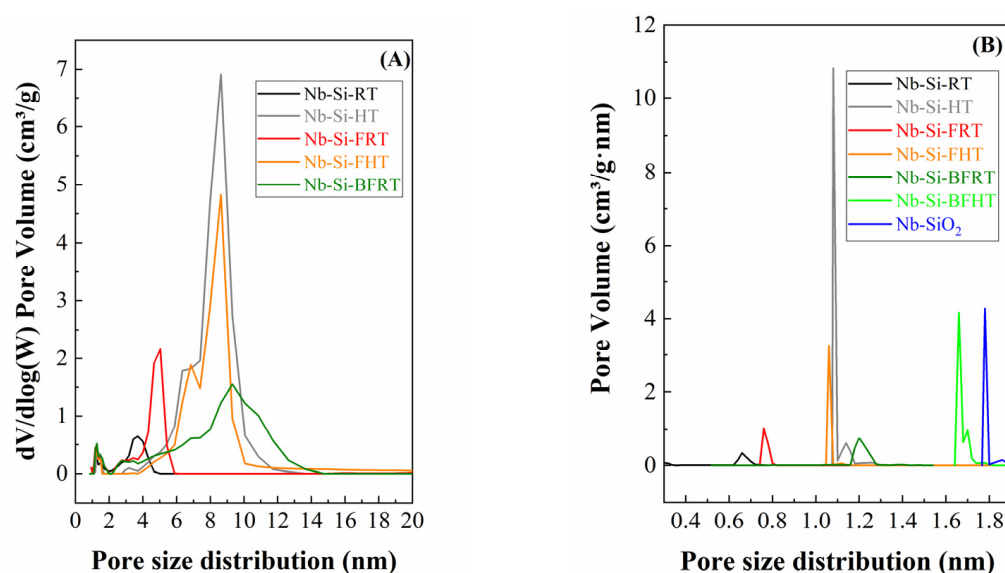 (A)
Nb-Si-RT
Nb-Si-HT
Nb-Si-FRT
Nb-Si-FHT
Nb-Si-BFRT
dV/dlog(W) Pore Volume (cm³/g)
7
6
5
4
3
2
1
0
0 2 4 6 8 10 12 14 16 18 20
Pore size distribution (nm)
(B)
Nb-Si-RT
Nb-Si-HT
Nb-Si-FRT
Nb-Si-FHT
Nb-Si-BFRT
Nb-Si-BFHT
Nb-SiO₂
Pore Volume (cm³/g·nm)
12
10
8
6
4
2
0
0.4 0.6 0.8 1.0 1.2 1.4 1.6 1.8
Pore size distribution (nm)